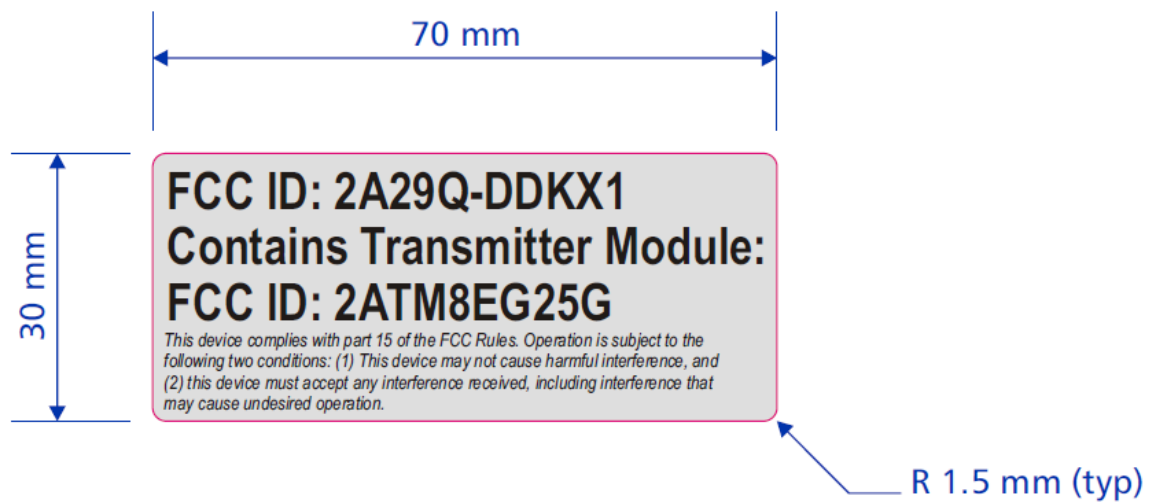 70 mm
30 mm
FCC ID: 2A29Q-DDKX1
Contains Transmitter Module:
FCC ID: 2ATM8EG25G
This device complies with part 15 of the FCC Rules. Operation is subject to the
following two conditions: (1) This device may not cause harmful interference, and
(2) this device must accept any interference received, including interference that
may cause undesired operation.
R 1.5 mm (typ)